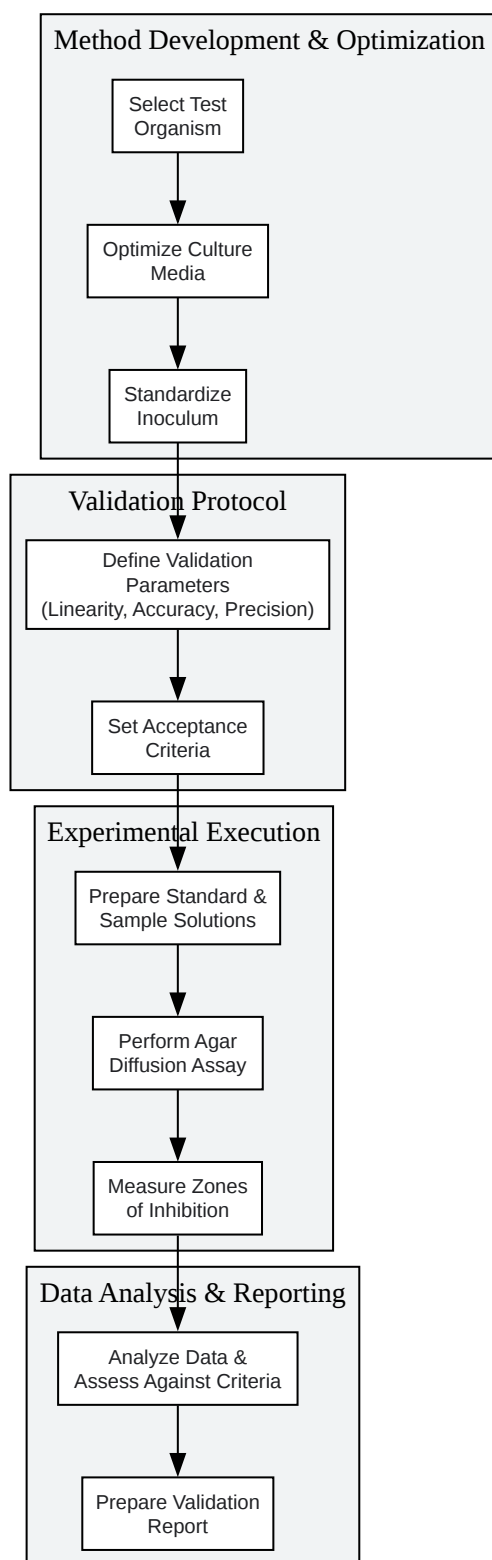 Method Development & Optimization
Select Test
Organism
Optimize Culture
Media
Standardize
Inoculum
Validation Protocol
Define Validation
Parameters
(Linearity, Accuracy, Precision)
Set Acceptance
Criteria
Experimental Execution
Prepare Standard &
Sample Solutions
Perform Agar
Diffusion Assay
Measure Zones
of Inhibition
Data Analysis & Reporting
Analyze Data &
Assess Against Criteria
Prepare Validation
Report